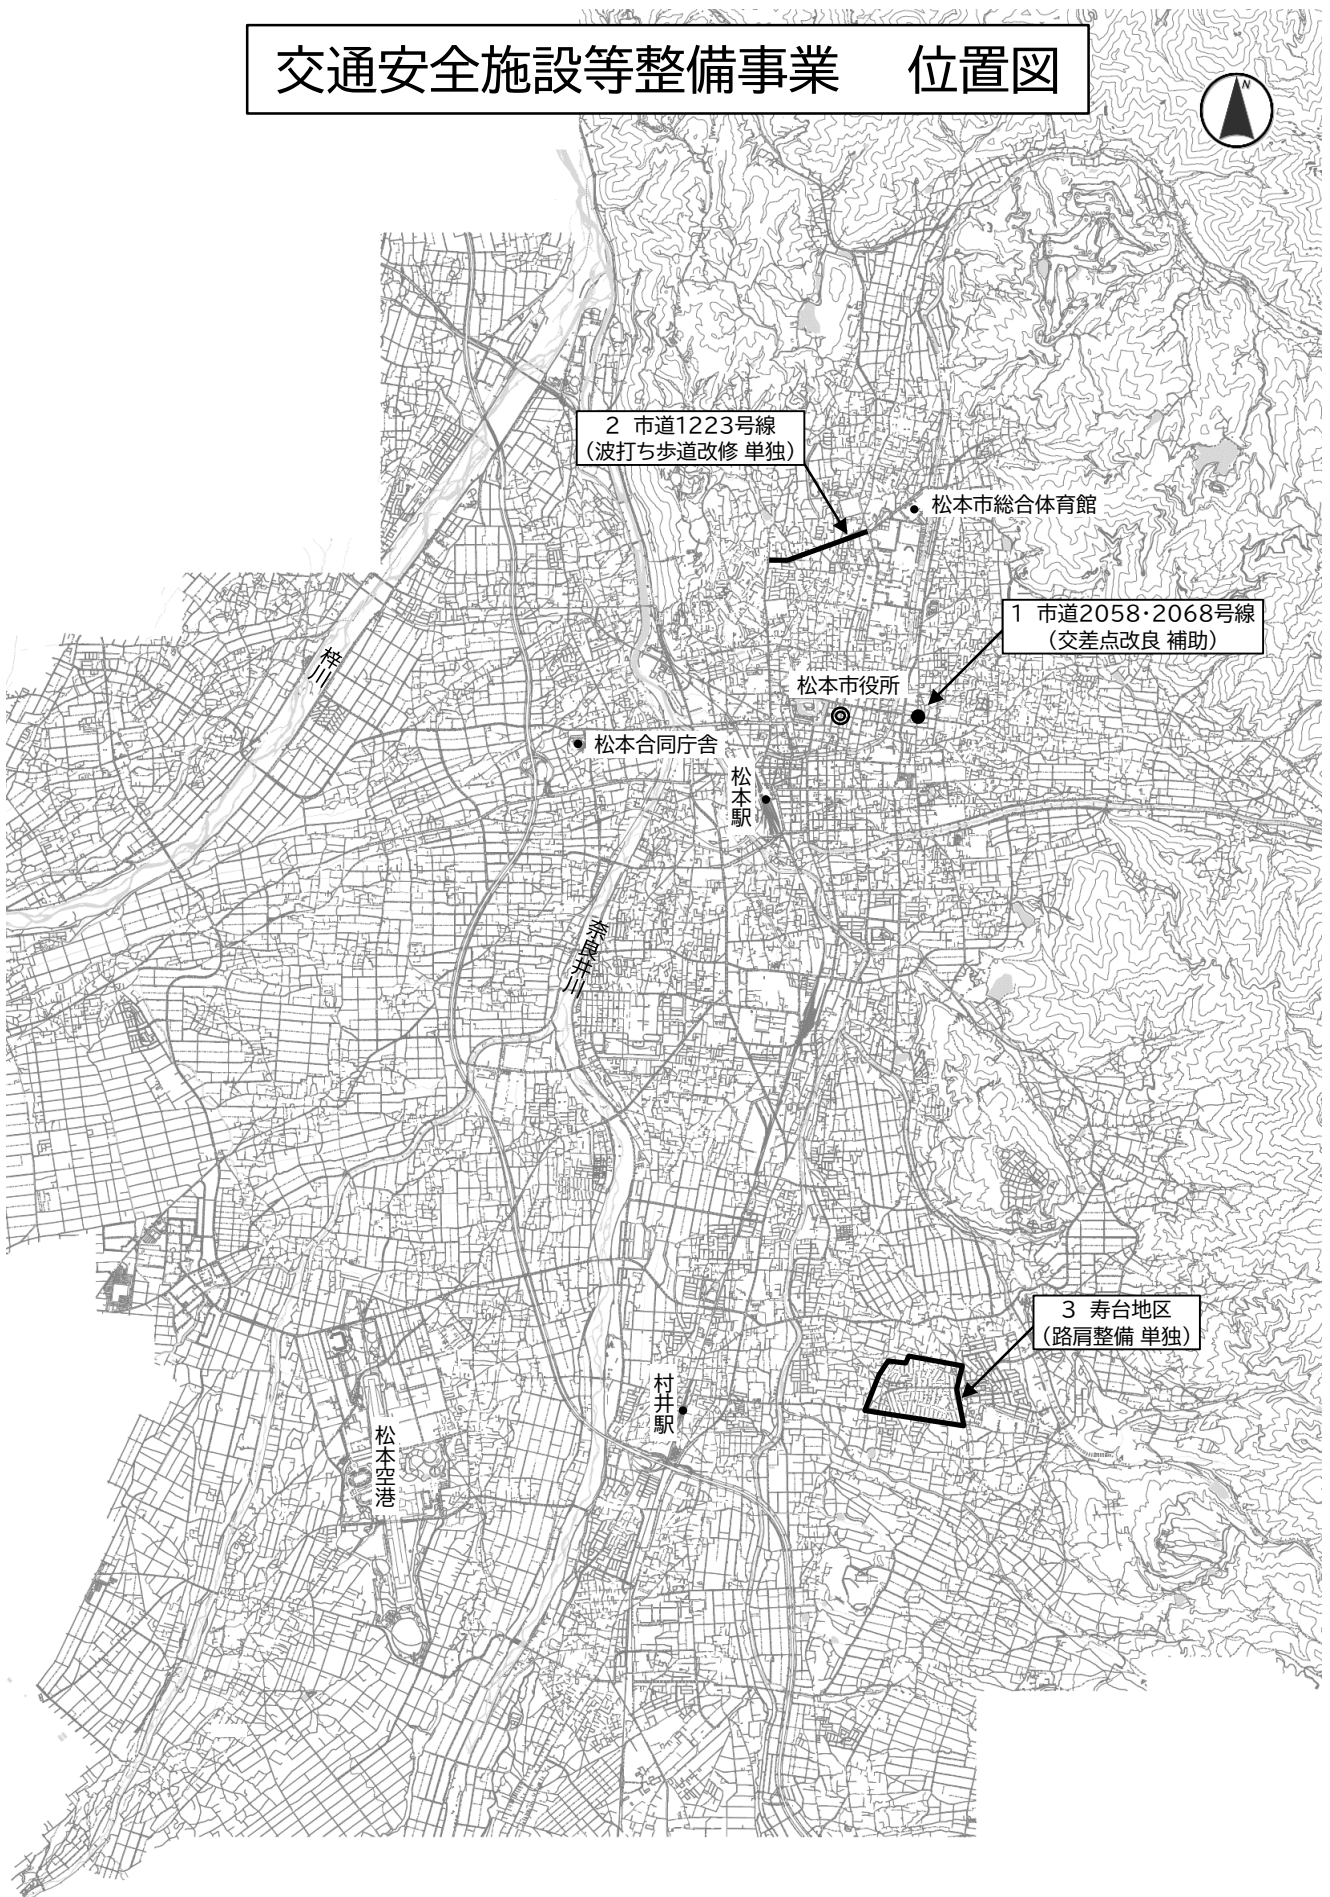 交通安全施設等整備事業　位置図
N
2 市道1223号線
（波打ち歩道改修 単独）
松本市総合体育館
1 市道2058･2068号線
（交差点改良 補助）
梓川
松本市役所
松本合同庁舎
松本駅
奈良井川
3 寿台地区
（路肩整備 単独）
村井駅
松本空港